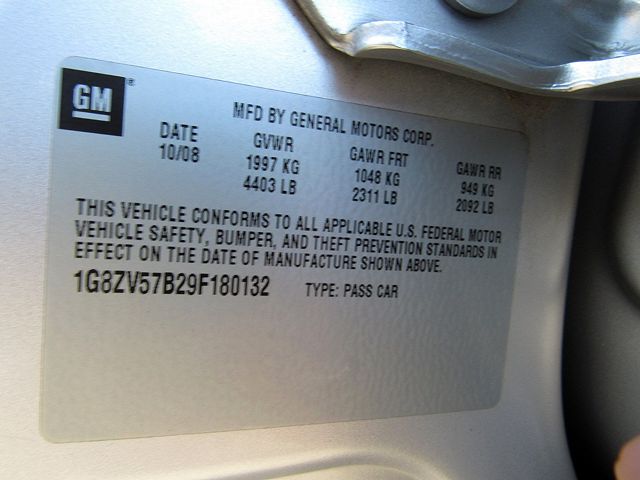 GM®
MFD BY GENERAL MOTORS CORP.
DATE GVWR GAWR FRT GAWR RR
10/08 1997 KG 1048 KG 949 KG
4403 LB 2311 LB 2092 LB
THIS VEHICLE CONFORMS TO ALL APPLICABLE U.S. FEDERAL MOTOR
VEHICLE SAFETY, BUMPER, AND THEFT PREVENTION STANDARDS IN
EFFECT ON THE DATE OF MANUFACTURE SHOWN ABOVE.
1G8ZV57B29F180132 TYPE: PASS CAR